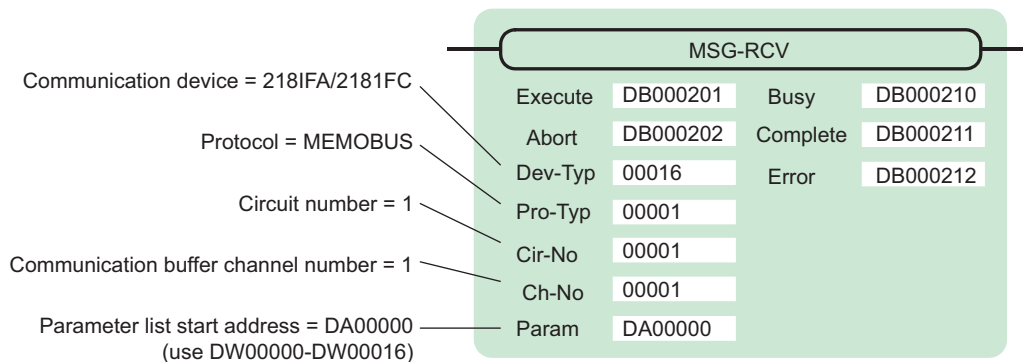 MSG-RCV
Communication device = 218IFA/2181FC
Execute DB000201 Busy DB000210
Protocol = MEMOBUS
Abort DB000202 Complete DB000211
Dev-Typ 00016 Error DB000212
Circuit number = 1
Pro-Typ 00001
Communication buffer channel number = 1
Cir-No 00001
Ch-No 00001
Parameter list start address = DA00000
(use DW00000-DW00016)
Param DA00000